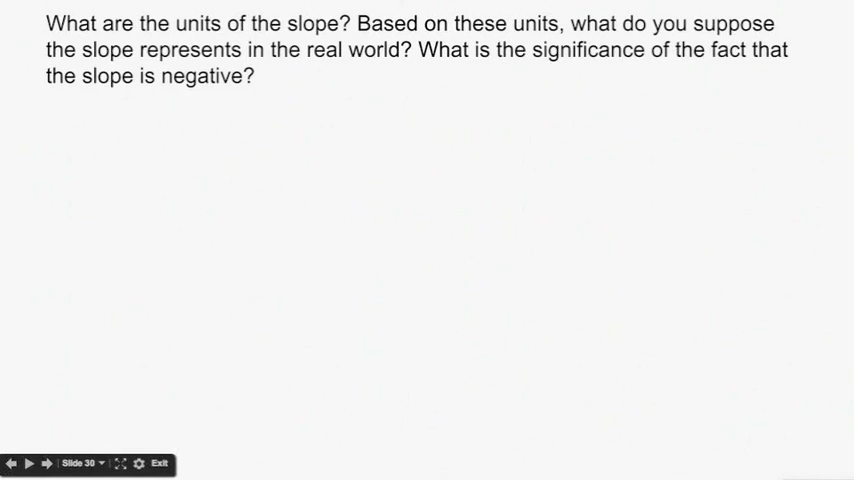 What are the units of the slope? Based on these units, what do you suppose
the slope represents in the real world? What is the significance of the fact that
the slope is negative?
Slide 30
Exit